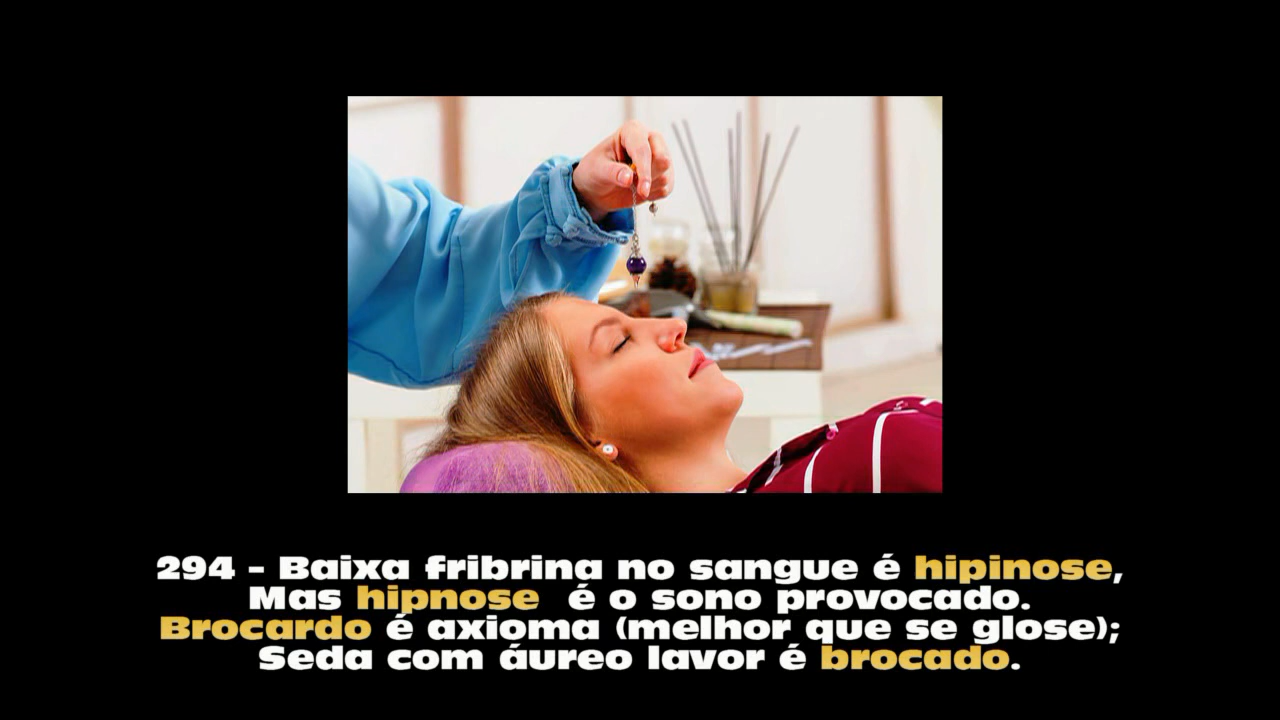 294 - Baixa fribrina no sangue é hipinose,
Mas hipnose é o sono provocado.
Brocardo é axioma (melhor que se glose);
Seda com áureo lavor é brocado.